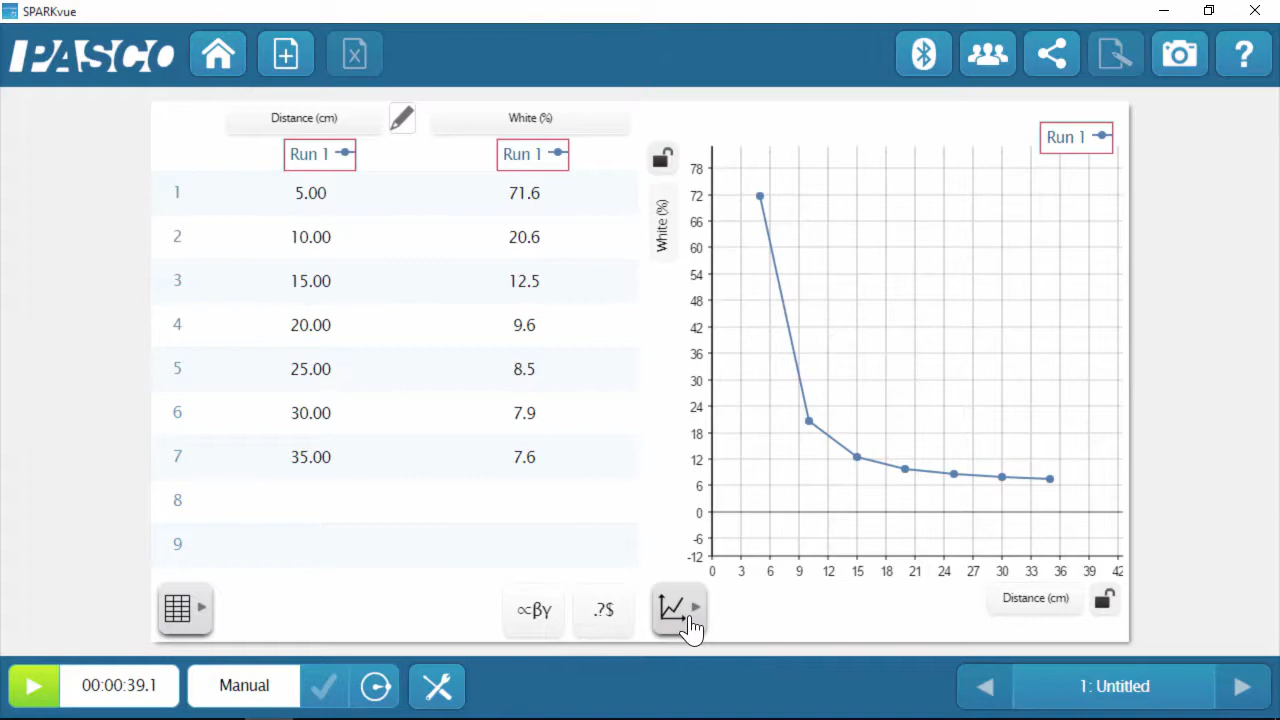 SPARKvue
PASCO
?
Distance (cm)
White (%)
Run 1
Run 1
1 5.00 71.6
2 10.00 20.6
3 15.00 12.5
4 20.00 9.6
5 25.00 8.5
6 30.00 7.9
7 35.00 7.6
8
9
∝βγ
.?$
Run 1
White (%)
78
72
66
60
54
48
42
36
30
24
18
12
6
0
-6
-12
0 3 6 9 12 15 18 21 24 27 30 33 36 39 42
Distance (cm)
00:00:39.1
Manual
1: Untitled